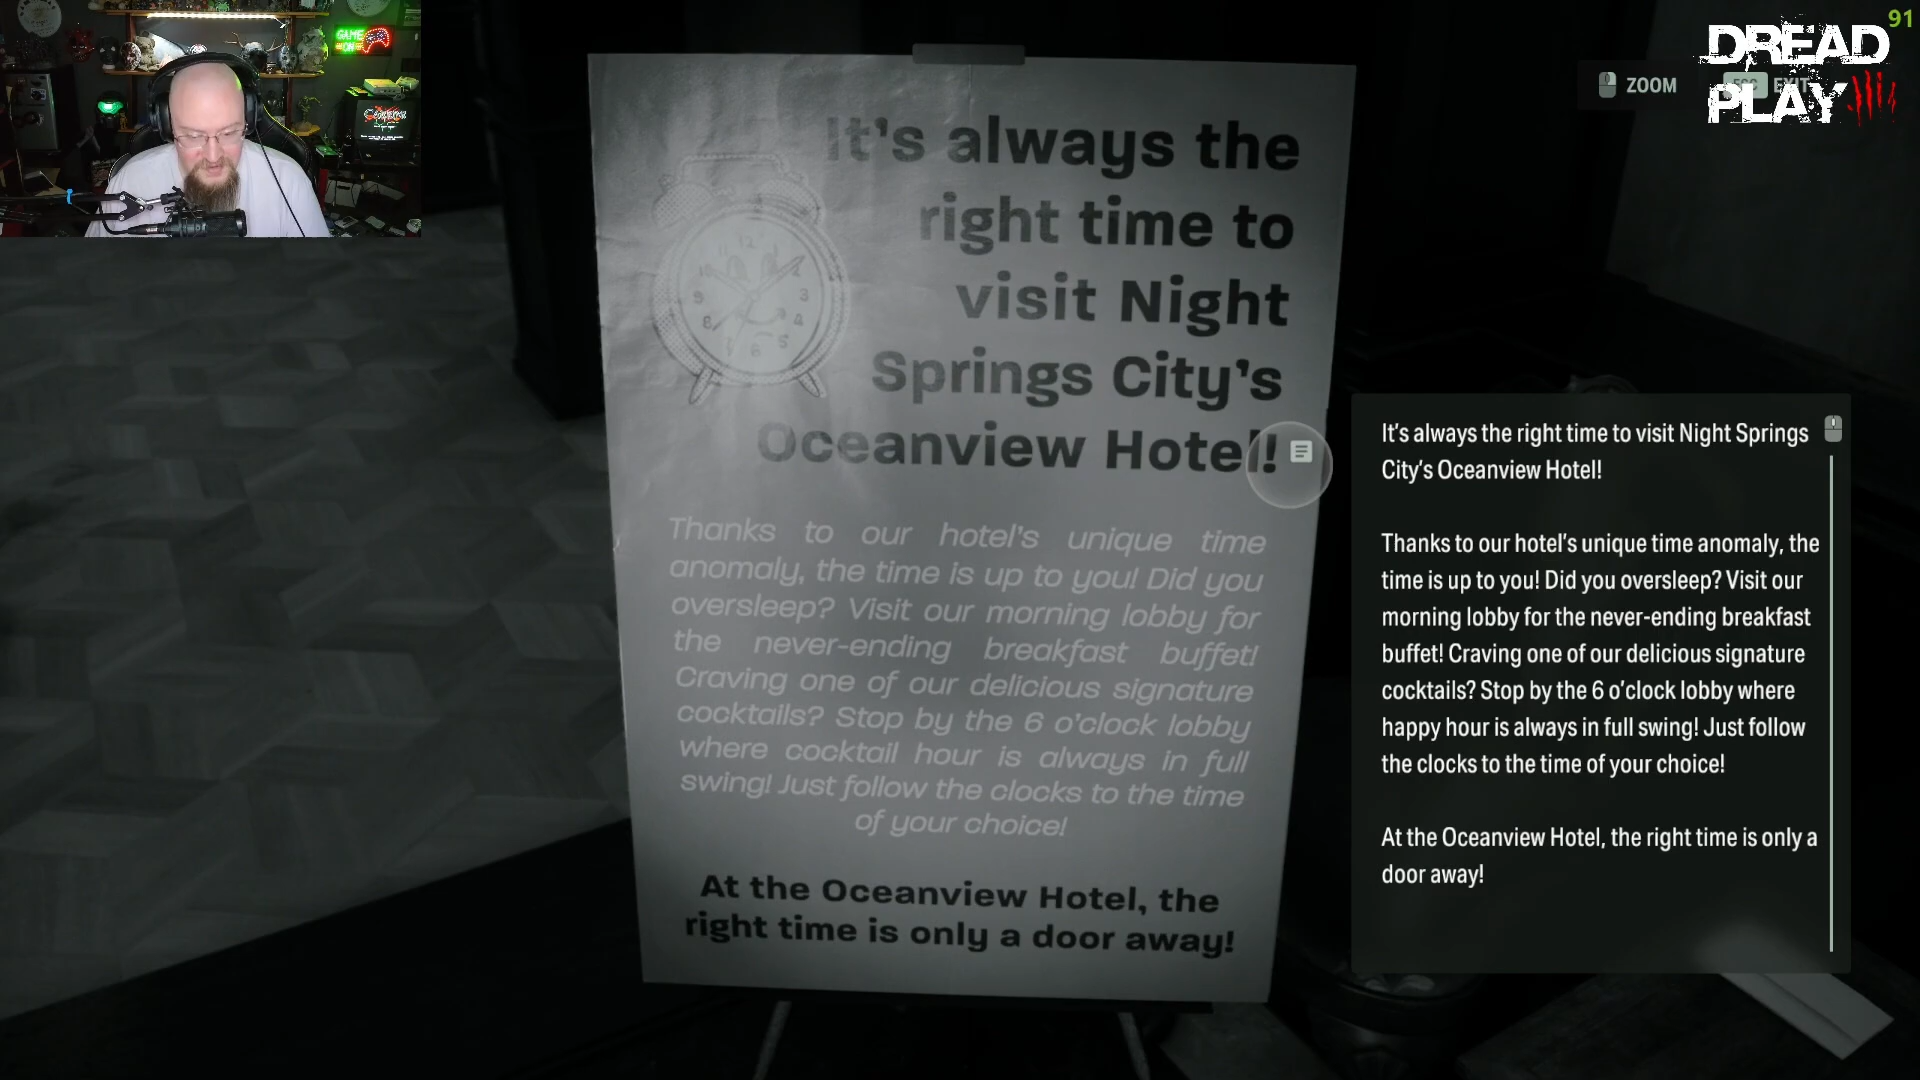 91
DREAD
PLAY
ZOOM
ESC EXIT
GAME
ON
It's always the
right time to
visit Night
Springs City's
Oceanview Hotel!
Thanks to our hotel's unique time
anomaly, the time is up to you! Did you
oversleep? Visit our morning lobby for
the never-ending breakfast buffet!
Craving one of our delicious signature
cocktails? Stop by the 6 o'clock lobby
where cocktail hour is always in full
swing! Just follow the clocks to the time
of your choice!
At the Oceanview Hotel, the
right time is only a door away!
It's always the right time to visit Night Springs
City's Oceanview Hotel!
Thanks to our hotel's unique time anomaly, the
time is up to you! Did you oversleep? Visit our
morning lobby for the never-ending breakfast
buffet! Craving one of our delicious signature
cocktails? Stop by the 6 o'clock lobby where
happy hour is always in full swing! Just follow
the clocks to the time of your choice!
At the Oceanview Hotel, the right time is only a
door away!